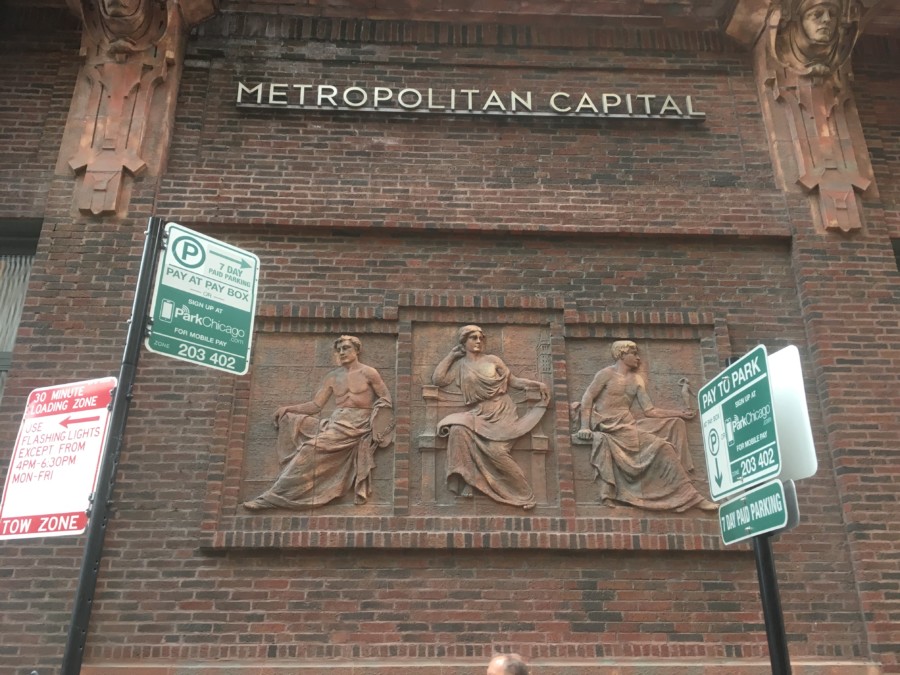 METROPOLITAN CAPITAL
P
7 DAY
PAID PARKING
PAY AT PAY BOX
OR
SIGN UP AT
ParkChicago
.com
FOR MOBILE PAY
ZONE 203 402
30 MINUTE
LOADING ZONE
USE
FLASHING LIGHTS
EXCEPT FROM
4PM-6:30PM
MON-FRI
TOW ZONE
PAY TO PARK
SIGN UP AT
ParkChicago
FOR MOBILE PAY
P
203 402
7 DAY PAID PARKING